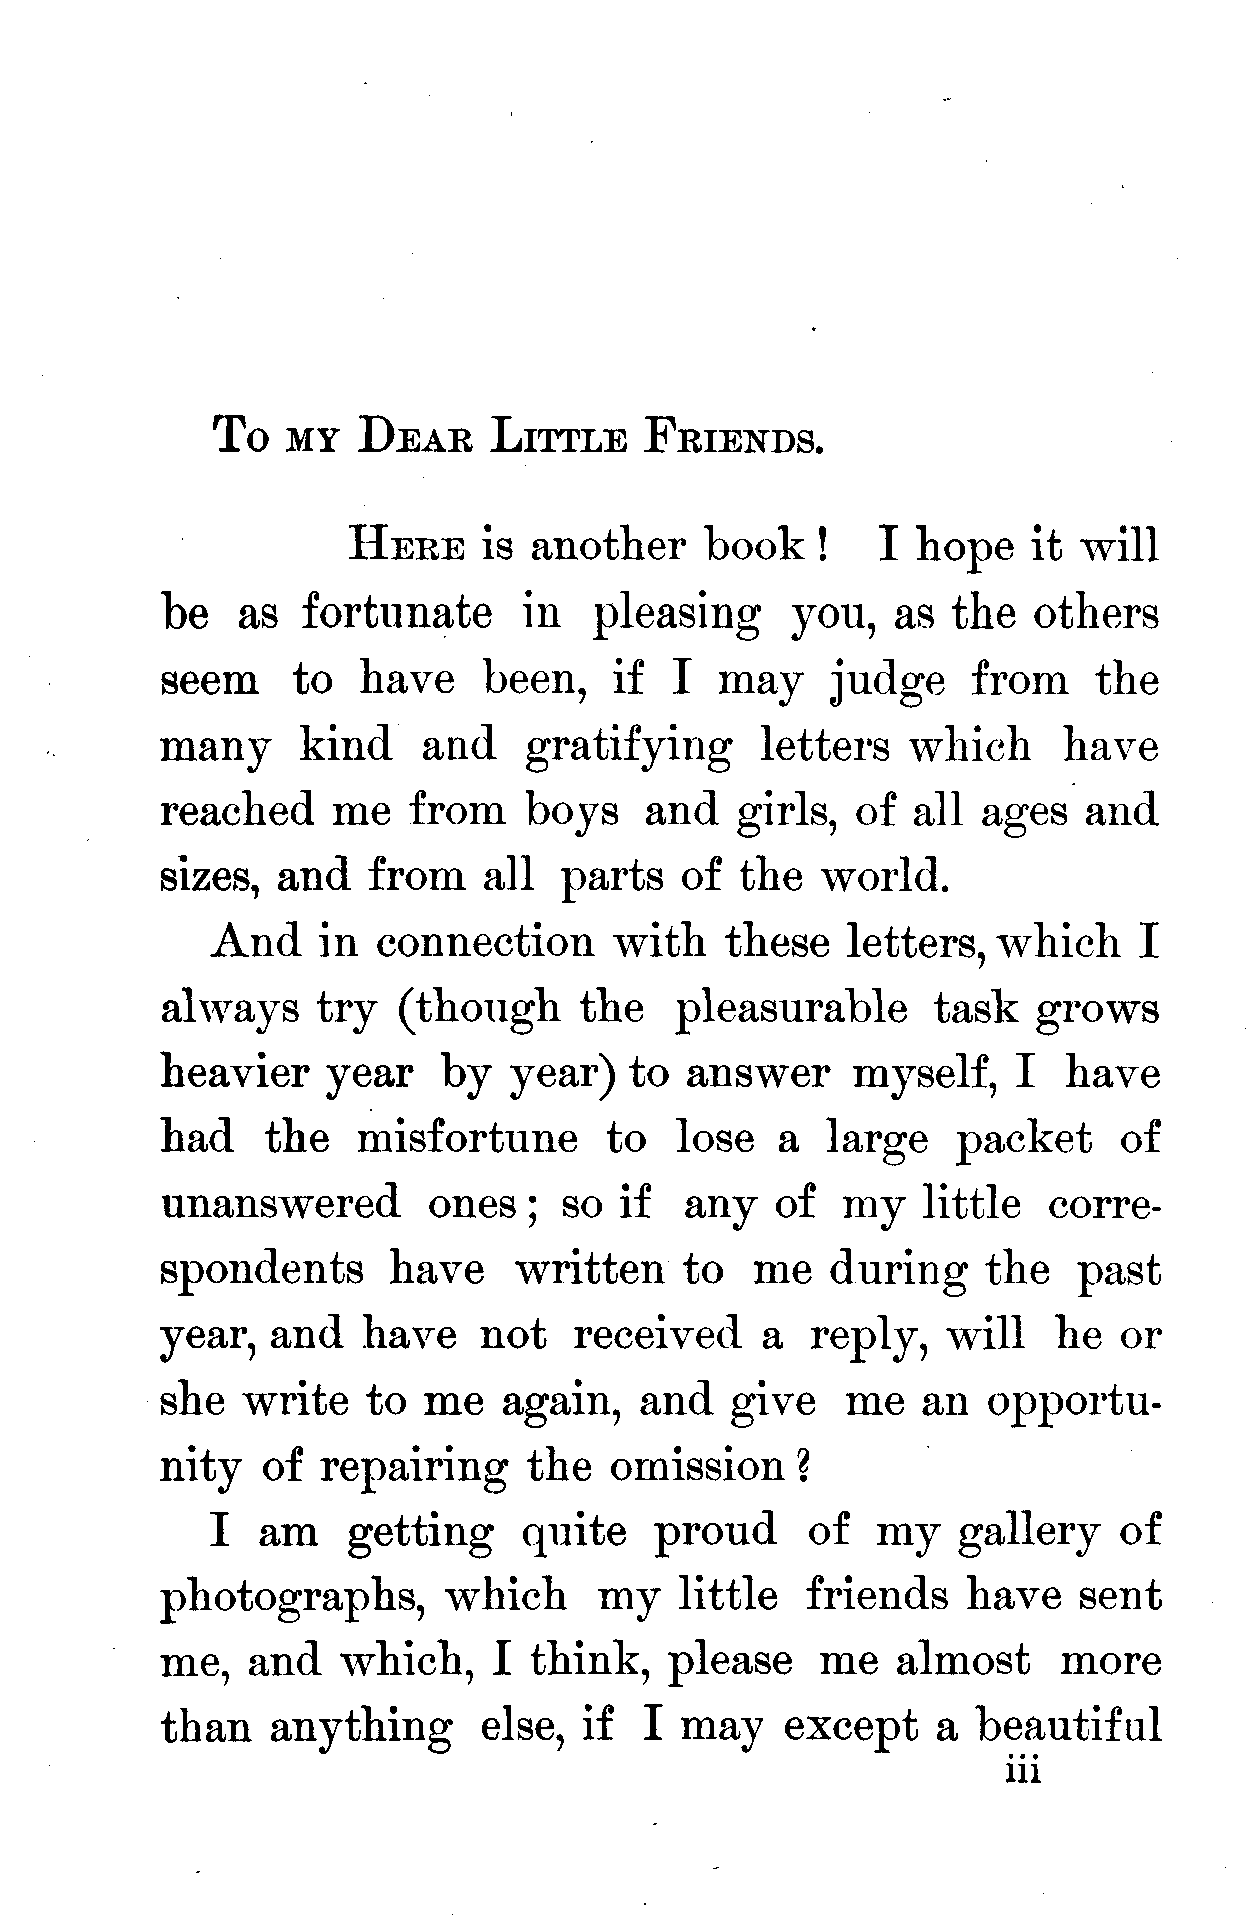 To my Dear Little Friends.
Here is another book! I hope it will
be as fortunate in pleasing you, as the others
seem to have been, if I may judge from the
many kind and gratifying letters which have
reached me from boys and girls, of all ages and
sizes, and from all parts of the world.
And in connection with these letters, which I
always try (though the pleasurable task grows
heavier year by year) to answer myself, I have
had the misfortune to lose a large packet of
unanswered ones; so if any of my little corre-
spondents have written to me during the past
year, and have not received a reply, will he or
she write to me again, and give me an opportu-
nity of repairing the omission?
I am getting quite proud of my gallery of
photographs, which my little friends have sent
me, and which, I think, please me almost more
than anything else, if I may except a beautiful
iii